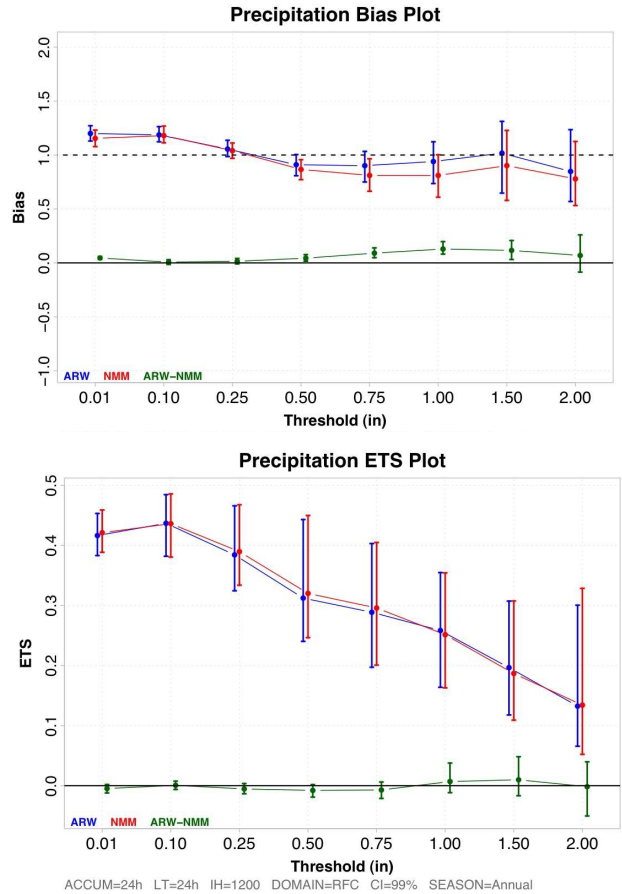 Precipitation Bias Plot
2.0
1.5
1.0
0.5
0.0
−0.5
−1.0
Bias
ARW NMM ARW−NMM
0.01 0.10 0.25 0.50 0.75 1.00 1.50 2.00
Threshold (in)
Precipitation ETS Plot
0.5
0.4
0.3
0.2
0.1
0.0
ETS
ARW NMM ARW−NMM
0.01 0.10 0.25 0.50 0.75 1.00 1.50 2.00
Threshold (in)
ACCUM=24h LT=24h IH=1200 DOMAIN=RFC CI=99% SEASON=Annual